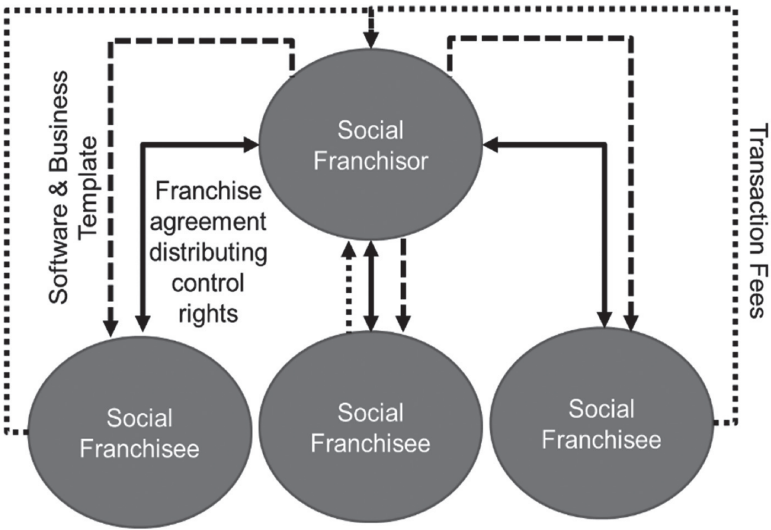 Social
Franchisor
Software & Business
Template
Franchise
agreement
distributing
control
rights
Transaction Fees
Social
Franchisee
Social
Franchisee
Social
Franchisee